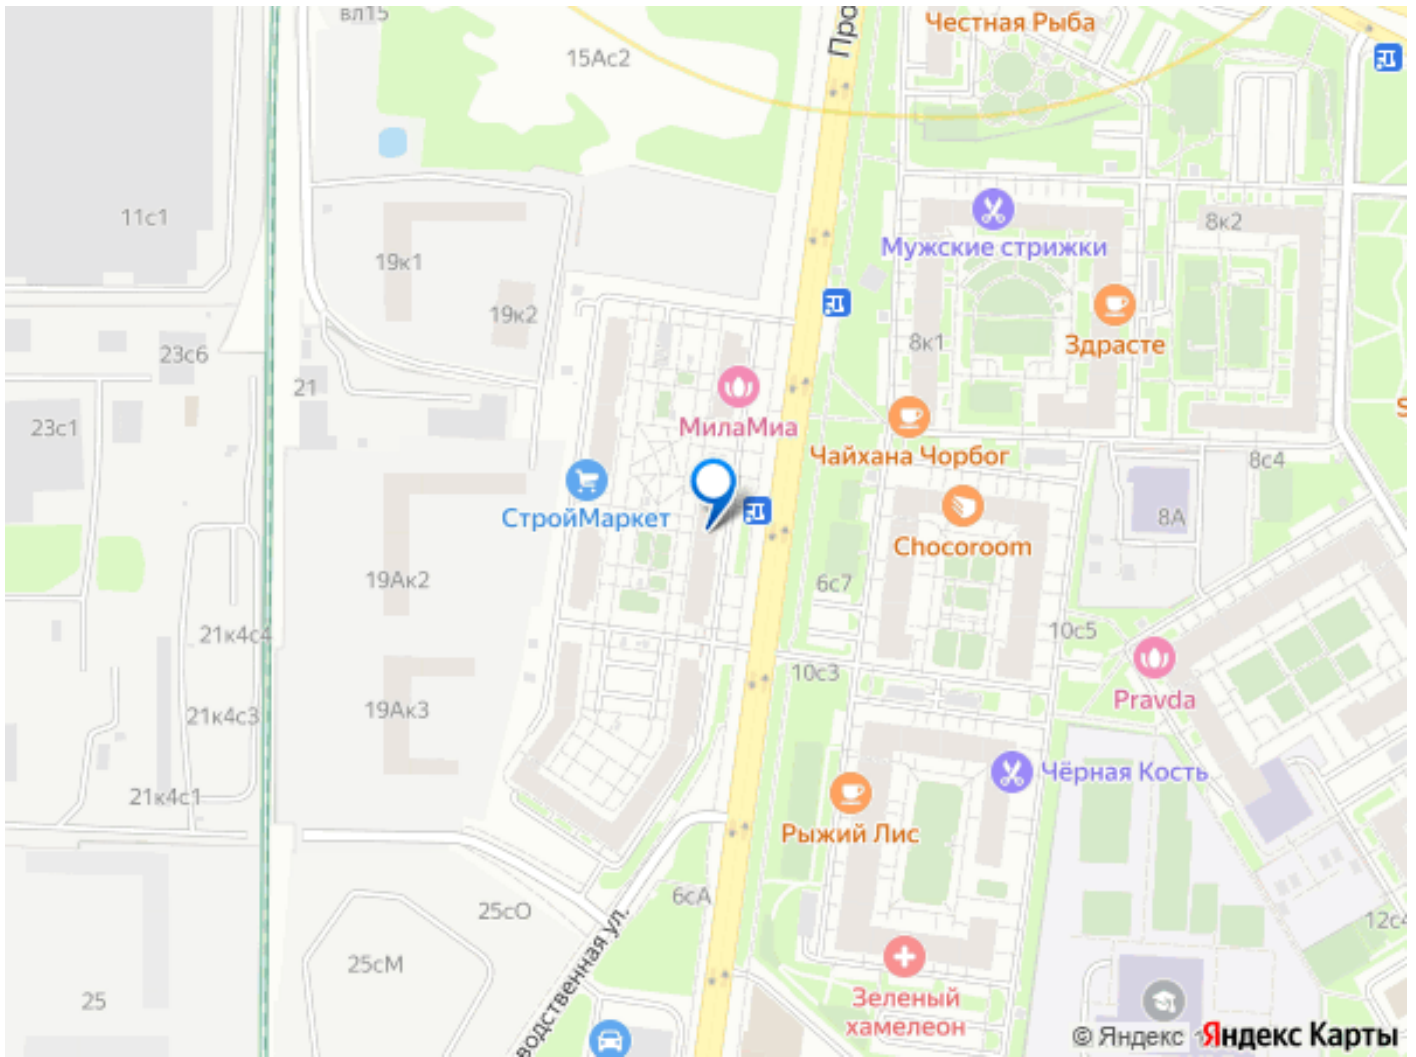 вл15
Честная Рыба
Про
15Ас2
11с1
Мужские стрижки
8к2
19к1
19к2
Здрасте
8к1
23с6
21
МилаМиа
23с1
S
Чайхана Чорбог
8с4
СтройМаркет
Chocoroom
8А
19Ак2
6с7
21к4с4
10с5
10с3
Pravda
19Ак3
21к4с3
Чёрная Кость
21к4с1
Рыжий Лис
6сА
25сО
12с4
водственная ул.
25сМ
25
Зеленый
хамелеон
© Яндекс
Яндекс Карты